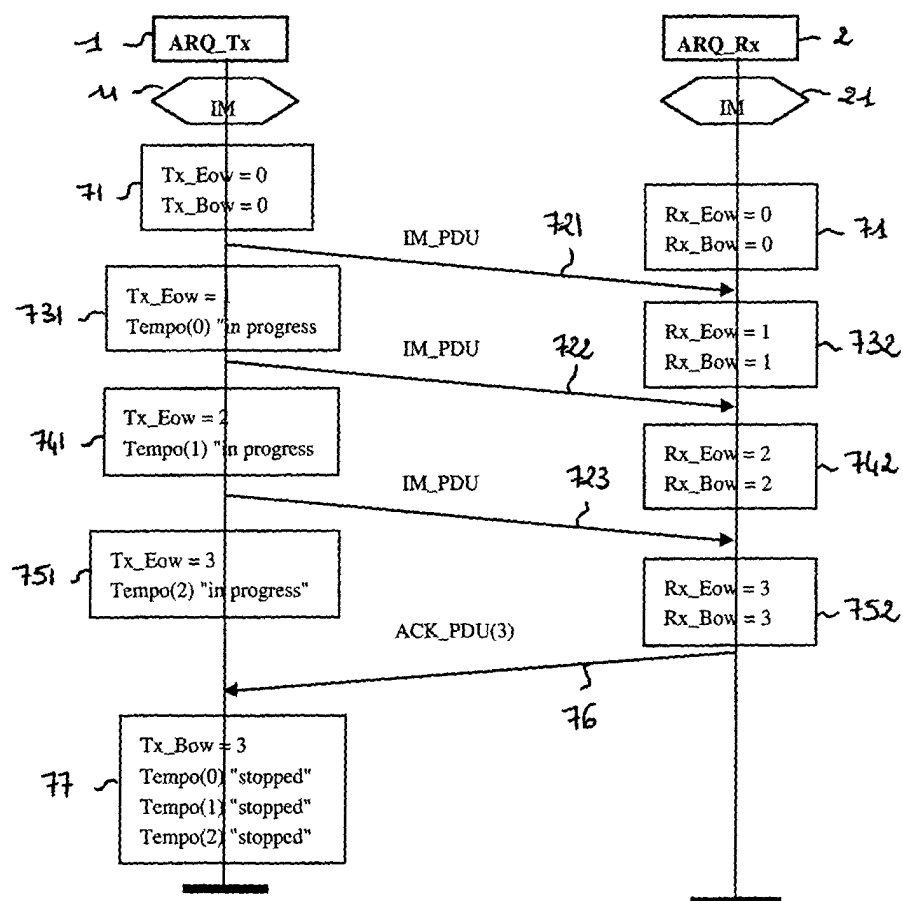 1
ARQ_Tx
ARQ_Rx
2
11
IM
IM
21
71
Tx_Eow = 0
Tx_Bow = 0
Rx_Eow = 0
Rx_Bow = 0
71
IM_PDU
721
731
Tx_Eow = 1
Tempo(0) "in progress
Rx_Eow = 1
Rx_Bow = 1
732
IM_PDU
722
741
Tx_Eow = 2
Tempo(1) "in progress
Rx_Eow = 2
Rx_Bow = 2
742
IM_PDU
723
751
Tx_Eow = 3
Tempo(2) "in progress"
Rx_Eow = 3
Rx_Bow = 3
752
ACK_PDU(3)
76
77
Tx_Bow = 3
Tempo(0) "stopped"
Tempo(1) "stopped"
Tempo(2) "stopped"